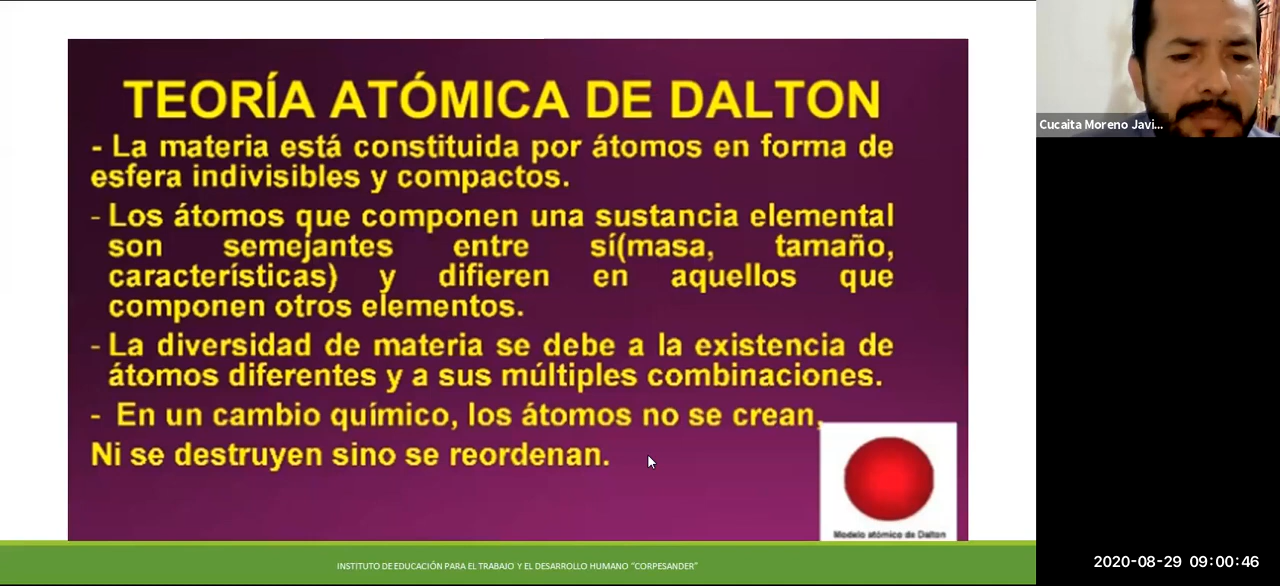 TEORÍA ATÓMICA DE DALTON
- La materia está constituida por átomos en forma de
esfera indivisibles y compactos.
- Los átomos que componen una sustancia elemental
son semejantes entre sí(masa, tamaño,
características) y difieren en aquellos que
componen otros elementos.
- La diversidad de materia se debe a la existencia de
átomos diferentes y a sus múltiples combinaciones.
- En un cambio químico, los átomos no se crean,
Ni se destruyen sino se reordenan.
Modelo atómico de Dalton
INSTITUTO DE EDUCACIÓN PARA EL TRABAJO Y EL DESARROLLO HUMANO "CORPESANDER"
Cucaita Moreno Javi...
2020-08-29 09:00:46